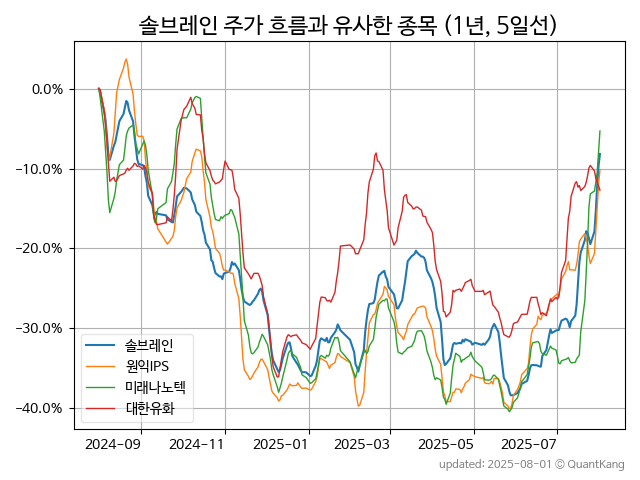 솔브레인 주가 흐름과 유사한 종목 (1년, 5일선)
0.0%
-10.0%
-20.0%
-30.0%
-40.0%
솔브레인
원익IPS
미래나노텍
대한유화
2024-09 2024-11 2025-01 2025-03 2025-05 2025-07
updated: 2025-08-01 © QuantKang